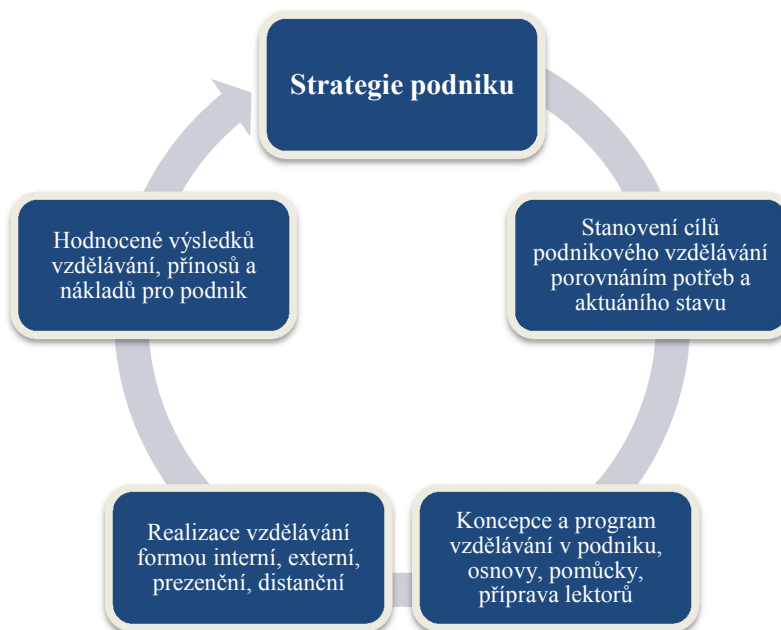 Strategie podniku
Stanovení cílů
podnikového vzdělávání
porovnáním potřeb a
aktuáního stavu
Koncepce a program
vzdělávání v podniku,
osnovy, pomůcky,
příprava lektorů
Realizace vzdělávání
formou interní, externí,
prezenční, distanční
Hodnocené výsledků
vzdělávání, přínosů a
nákladů pro podnik